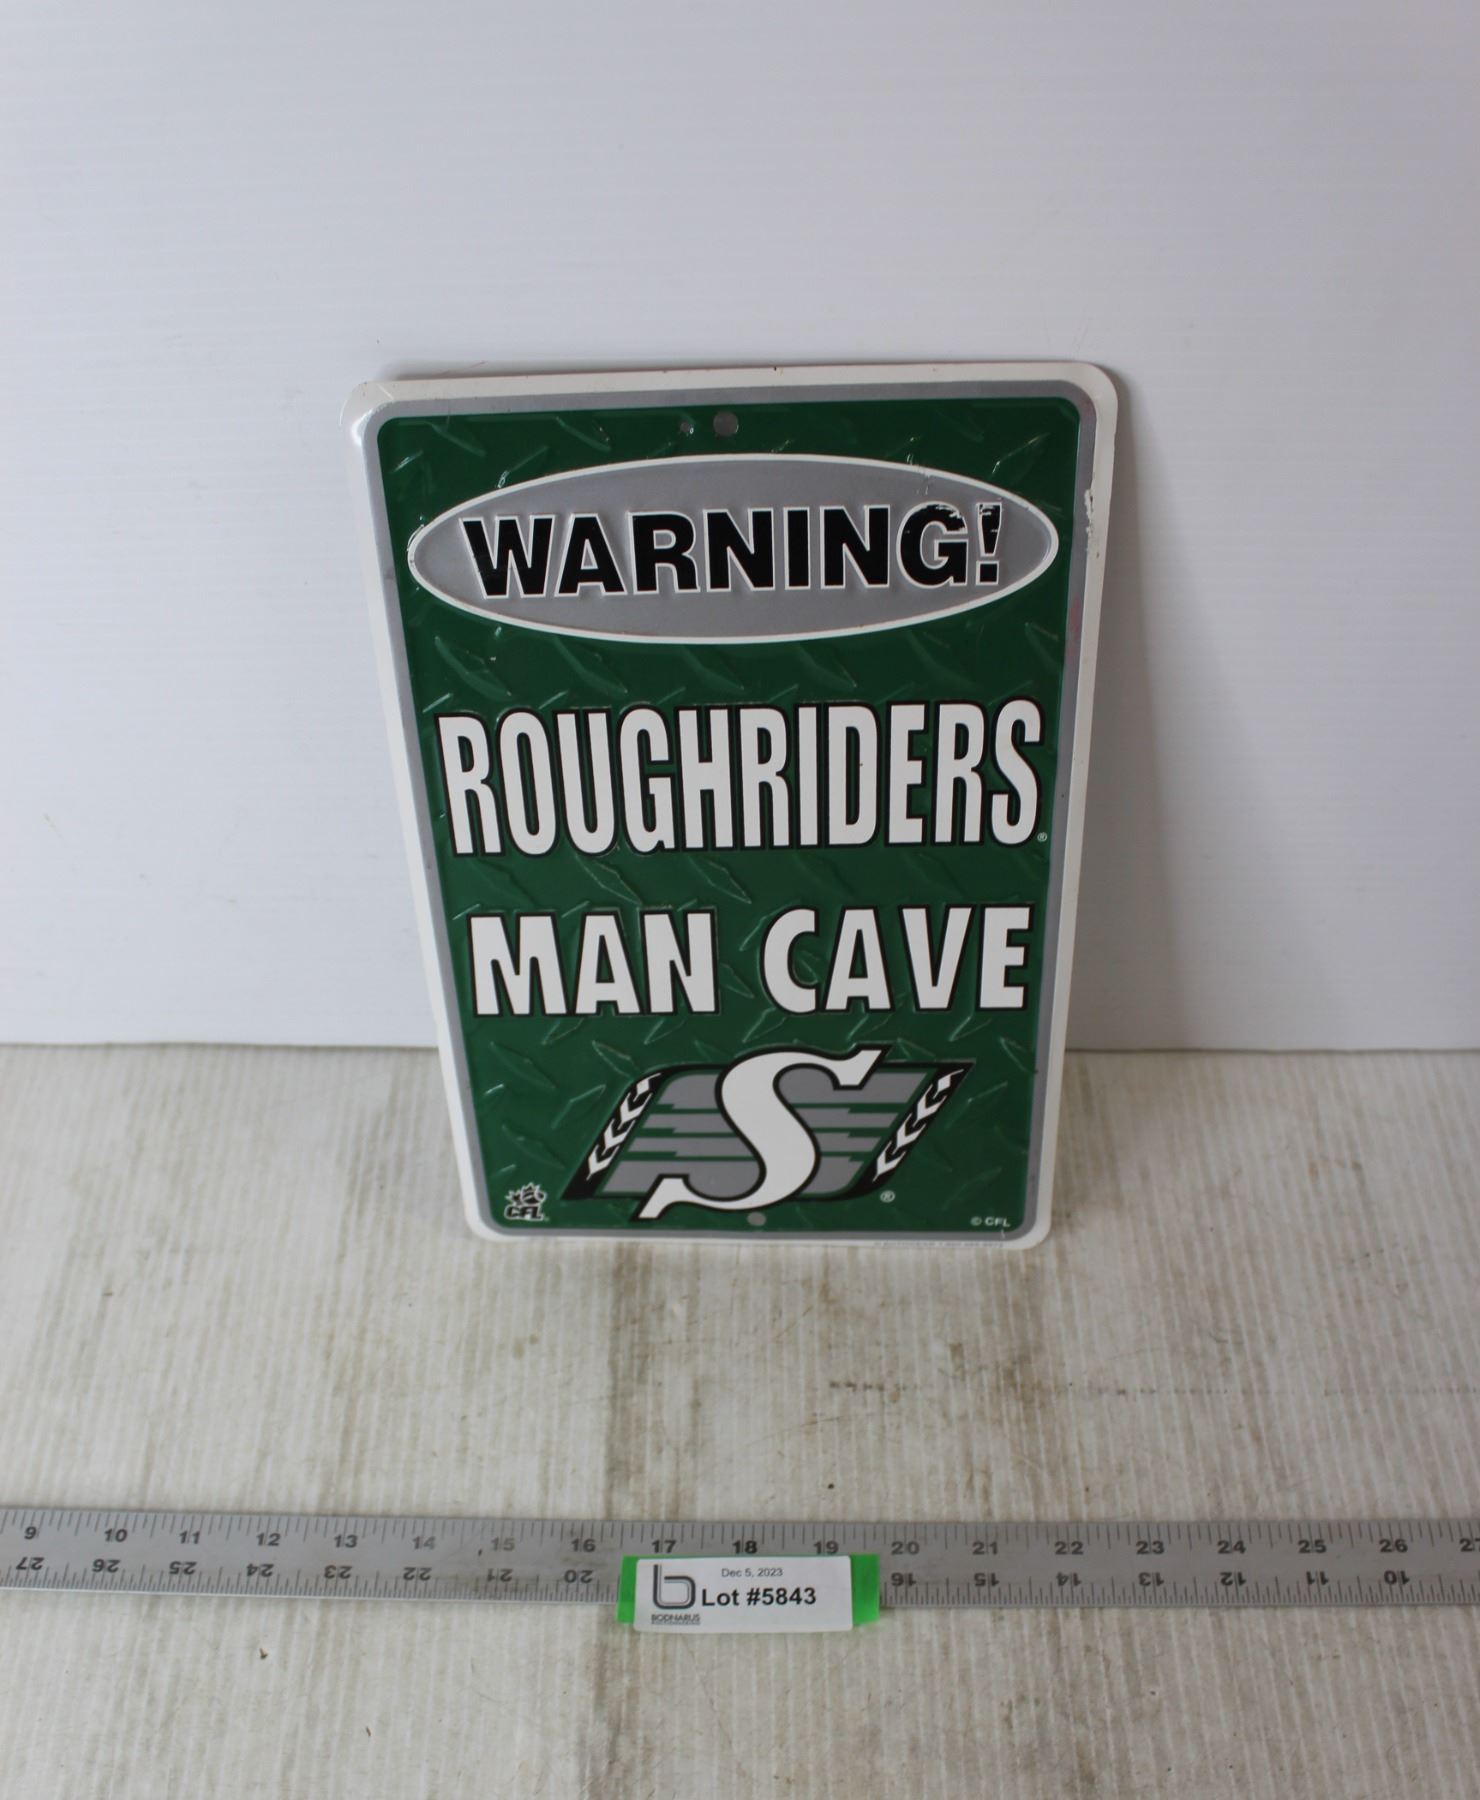 WARNING!
ROUGHRIDERS®
MAN CAVE
S
®
CFL
© CFL
9 10 11 12 13 14 15 16 17 18 19 20 21 22 23 24 25 26
27 26 25 24 23 22 21 20 16 15 14 13 12 11 10
Dec 5, 2023
Lot #5843
BODNARUS